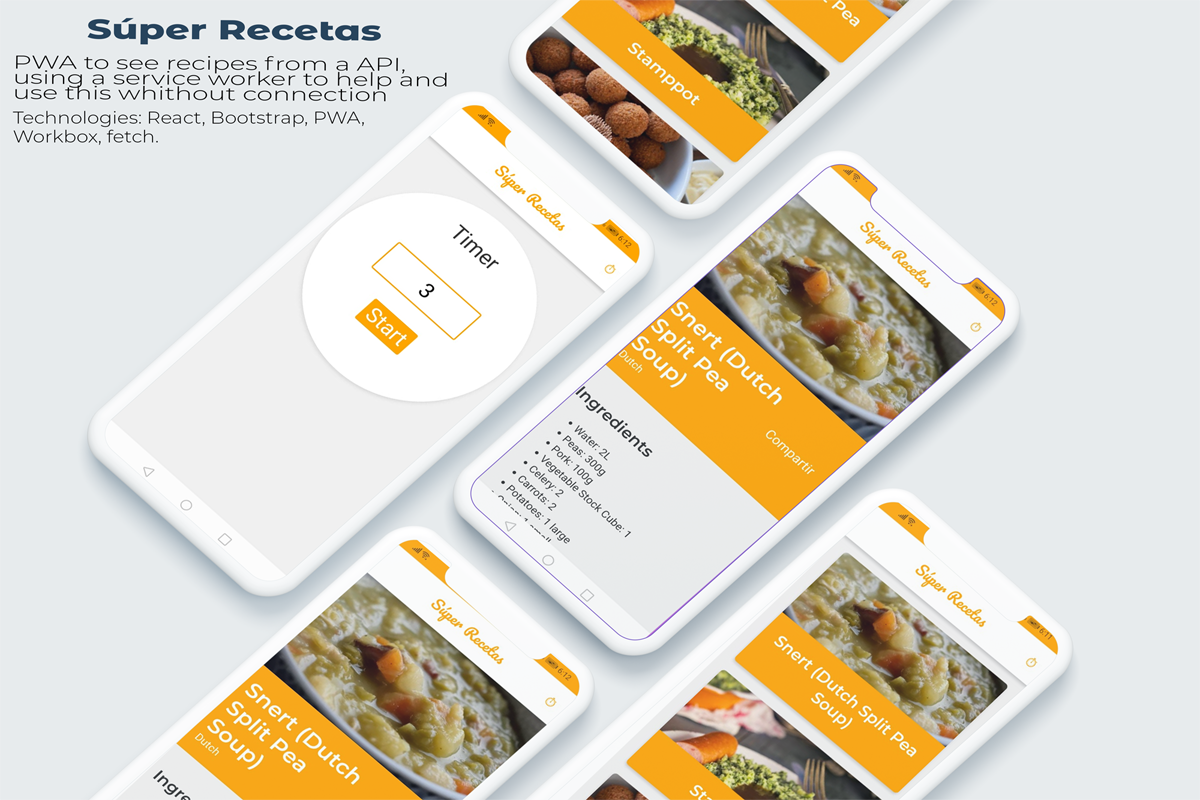 Súper Recetas
PWA to see recipes from a API,
using a service worker to help and
use this whithout connection
Technologies: React, Bootstrap, PWA,
Workbox, fetch.
Pea
Stamppot
Súper Recetas
6:12
Timer
3
Start
Súper Recetas
6:12
Snert (Dutch
Split Pea
Soup)
Dutch
Compartir
Ingredients
• Water: 2L
• Peas: 300g
• Pork: 100g
• Vegetable Stock Cube: 1
• Celery: 2
• Carrots: 2
• Potatoes: 1 large
Súper Recetas
6:12
Snert (Dutch
Split Pea
Soup)
Dutch
Ingre
Súper Recetas
6:11
Snert (Dutch Split Pea
Soup)
Sta